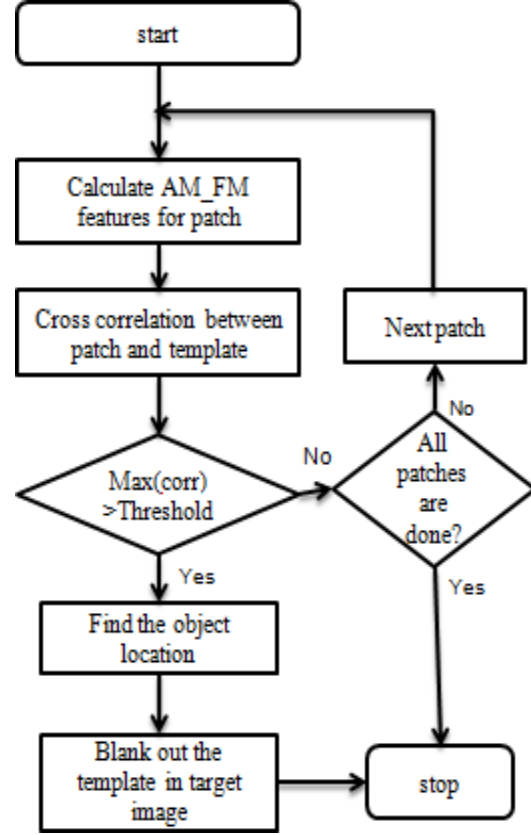 start
Calculate AM_FM
features for patch
Cross correlation between
patch and template
Next patch
No
Max(corr)
>Threshold
No
All
patches
are
done?
Yes
Yes
Find the object
location
Blank out the
template in target
image
stop